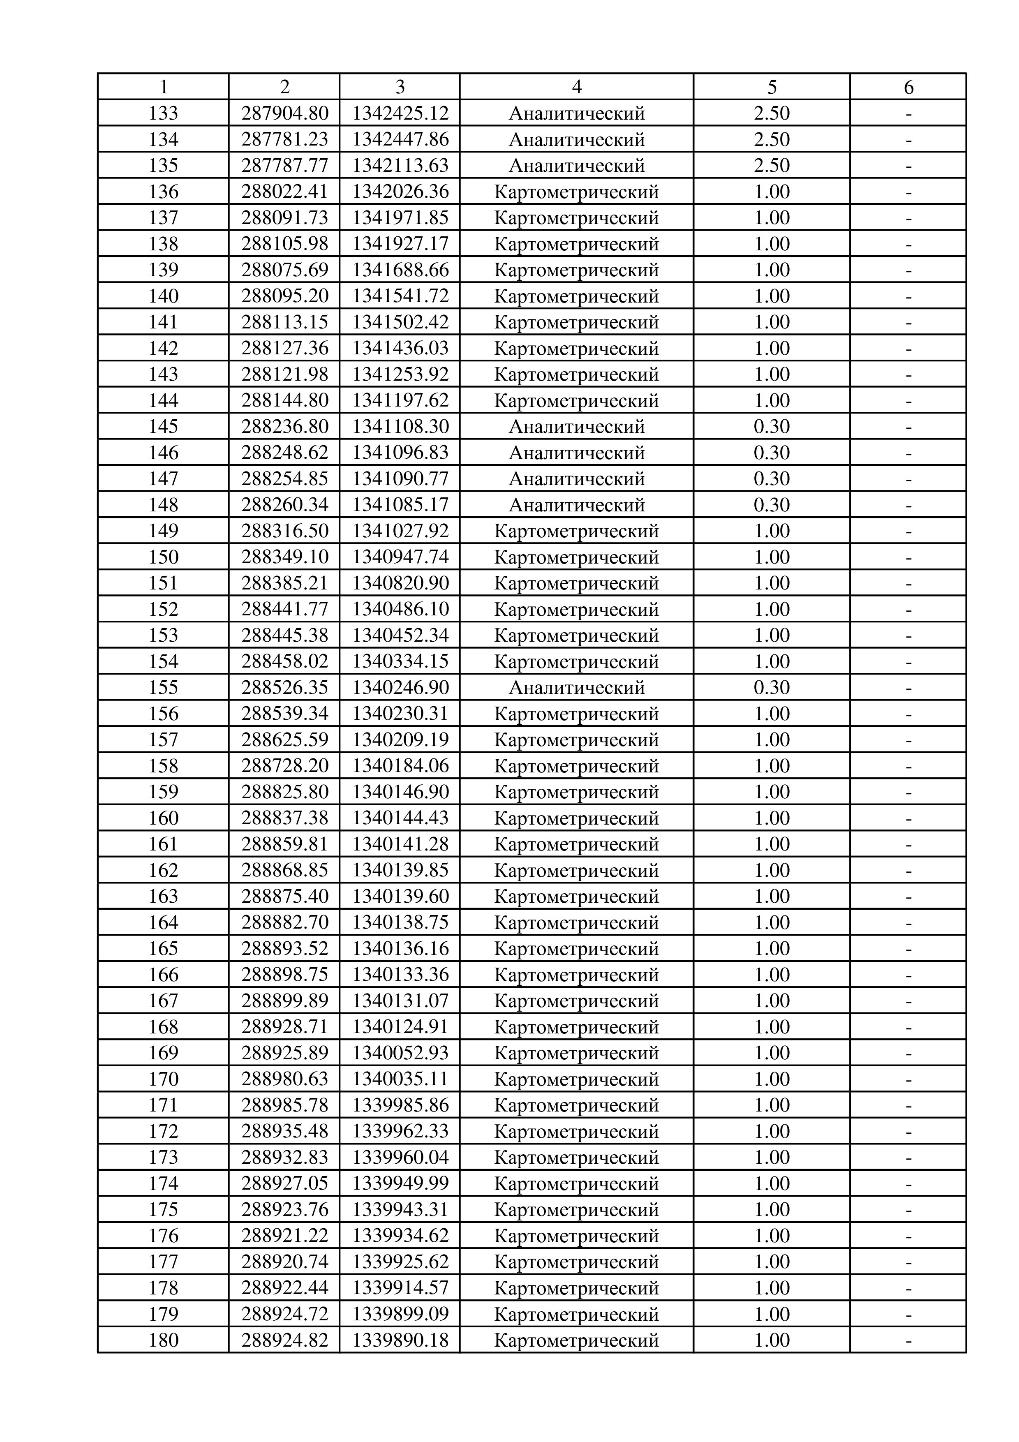 1 2 3 4 5 6
133 287904.80 1342425.12 Аналитический 2.50 -
134 287781.23 1342447.86 Аналитический 2.50 -
135 287787.77 1342113.63 Аналитический 2.50 -
136 288022.41 1342026.36 Картометрический 1.00 -
137 288091.73 1341971.85 Картометрический 1.00 -
138 288105.98 1341927.17 Картометрический 1.00 -
139 288075.69 1341688.66 Картометрический 1.00 -
140 288095.20 1341541.72 Картометрический 1.00 -
141 288113.15 1341502.42 Картометрический 1.00 -
142 288127.36 1341436.03 Картометрический 1.00 -
143 288121.98 1341253.92 Картометрический 1.00 -
144 288144.80 1341197.62 Картометрический 1.00 -
145 288236.80 1341108.30 Аналитический 0.30 -
146 288248.62 1341096.83 Аналитический 0.30 -
147 288254.85 1341090.77 Аналитический 0.30 -
148 288260.34 1341085.17 Аналитический 0.30 -
149 288316.50 1341027.92 Картометрический 1.00 -
150 288349.10 1340947.74 Картометрический 1.00 -
151 288385.21 1340820.90 Картометрический 1.00 -
152 288441.77 1340486.10 Картометрический 1.00 -
153 288445.38 1340452.34 Картометрический 1.00 -
154 288458.02 1340334.15 Картометрический 1.00 -
155 288526.35 1340246.90 Аналитический 0.30 -
156 288539.34 1340230.31 Картометрический 1.00 -
157 288625.59 1340209.19 Картометрический 1.00 -
158 288728.20 1340184.06 Картометрический 1.00 -
159 288825.80 1340146.90 Картометрический 1.00 -
160 288837.38 1340144.43 Картометрический 1.00 -
161 288859.81 1340141.28 Картометрический 1.00 -
162 288868.85 1340139.85 Картометрический 1.00 -
163 288875.40 1340139.60 Картометрический 1.00 -
164 288882.70 1340138.75 Картометрический 1.00 -
165 288893.52 1340136.16 Картометрический 1.00 -
166 288898.75 1340133.36 Картометрический 1.00 -
167 288899.89 1340131.07 Картометрический 1.00 -
168 288928.71 1340124.91 Картометрический 1.00 -
169 288925.89 1340052.93 Картометрический 1.00 -
170 288980.63 1340035.11 Картометрический 1.00 -
171 288985.78 1339985.86 Картометрический 1.00 -
172 288935.48 1339962.33 Картометрический 1.00 -
173 288932.83 1339960.04 Картометрический 1.00 -
174 288927.05 1339949.99 Картометрический 1.00 -
175 288923.76 1339943.31 Картометрический 1.00 -
176 288921.22 1339934.62 Картометрический 1.00 -
177 288920.74 1339925.62 Картометрический 1.00 -
178 288922.44 1339914.57 Картометрический 1.00 -
179 288924.72 1339899.09 Картометрический 1.00 -
180 288924.82 1339890.18 Картометрический 1.00 -